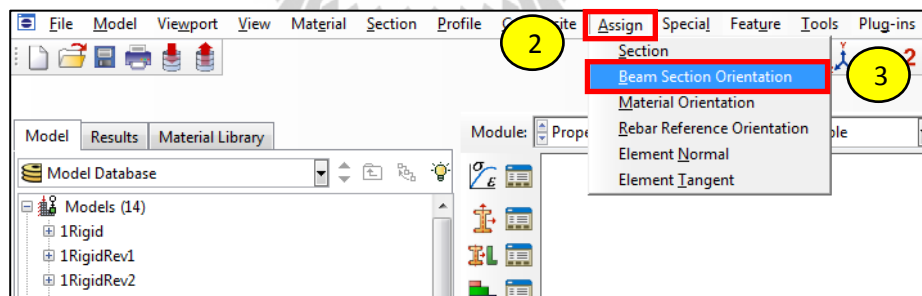 File Model Viewport View Material Section Profile Assign Special Feature Tools Plug-ins
2
Section
Beam Section Orientation
3
2
Material Orientation
Rebar Reference Orientation
Element Normal
Element Tangent
Model Results Material Library
Module:
Model Database
σ
ε
Models (14)
1Rigid
1RigidRev1
1RigidRev2